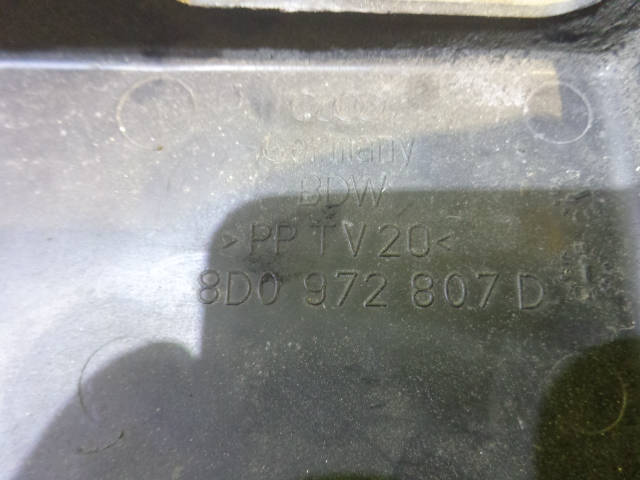 Germany
BDW
>PP TV20<
8D0 972 807 D